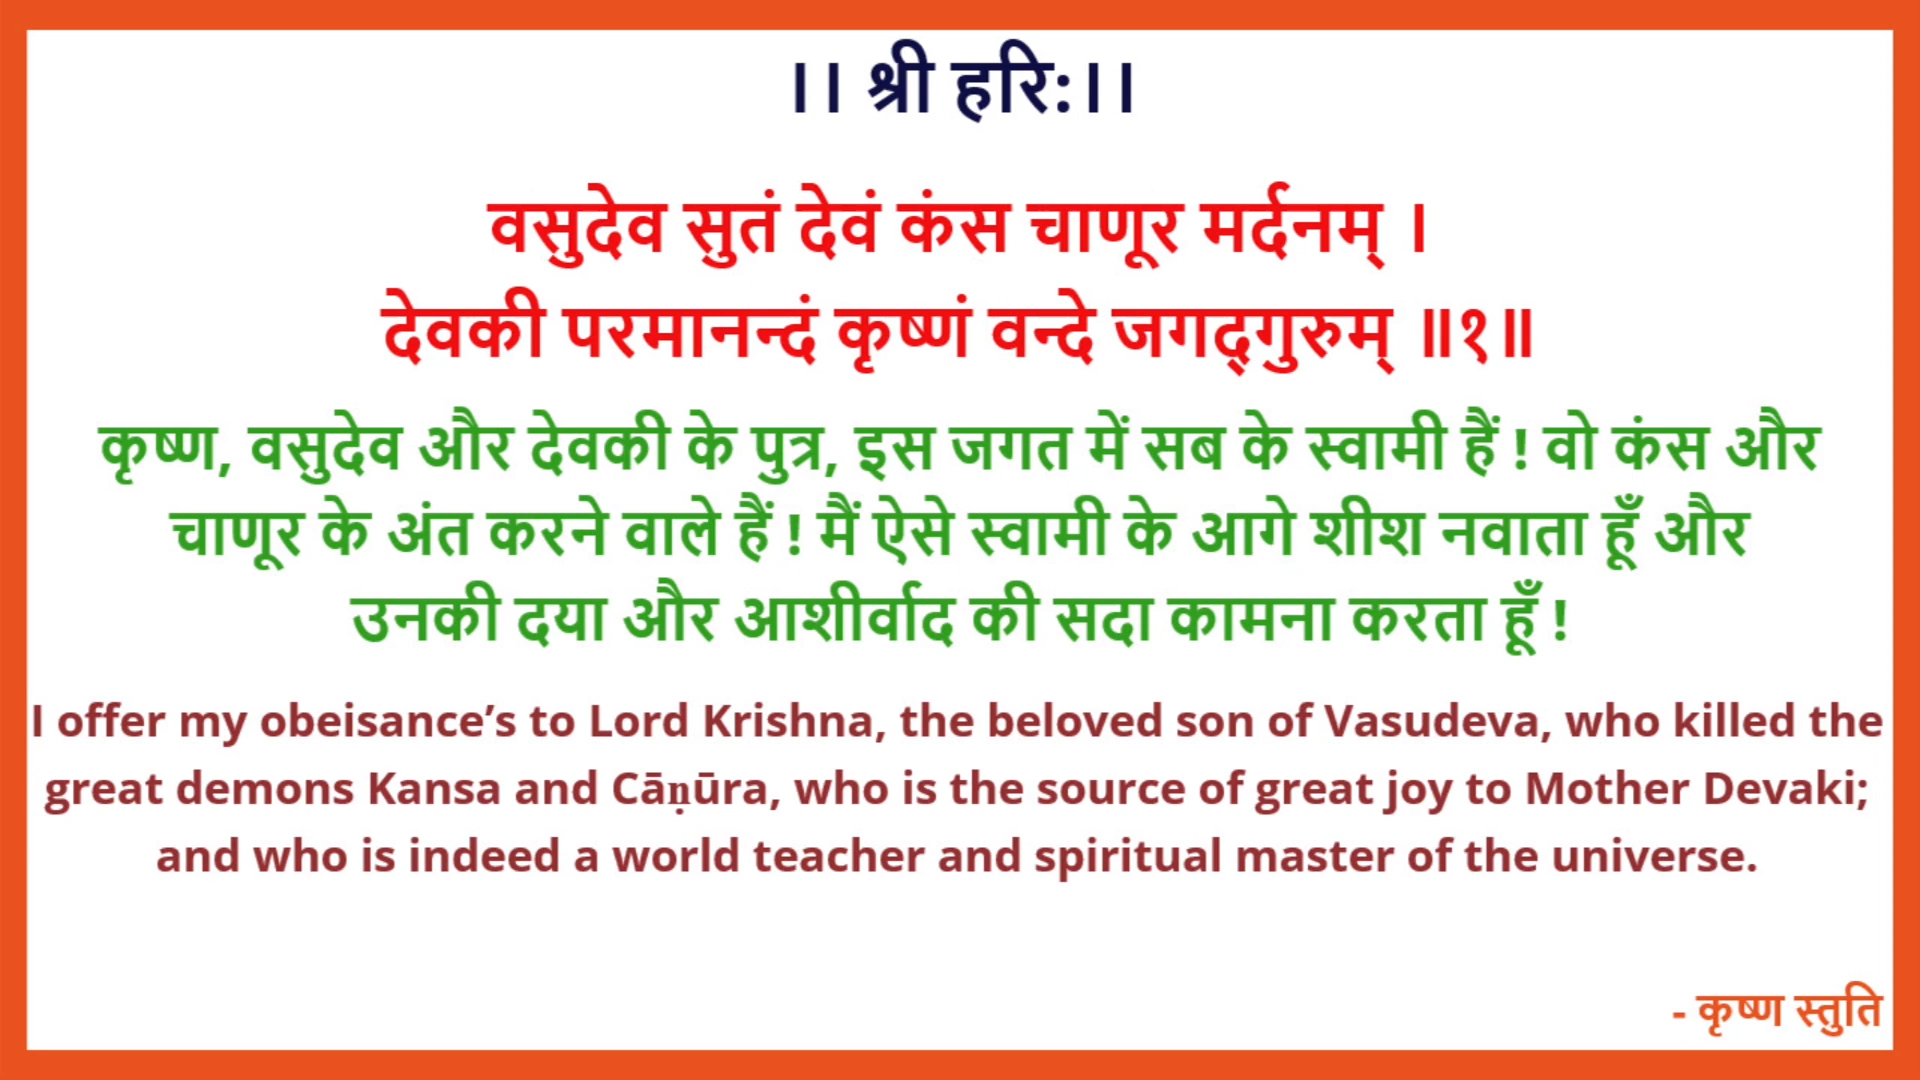 ।। श्री हरि:।।
वसुदेव सुतं देवं कंस चाणूर मर्दनम् ।
देवकी परमानन्दं कृष्णं वन्दे जगद्‌गुरुम् ॥१॥
कृष्ण, वसुदेव और देवकी के पुत्र, इस जगत में सब के स्वामी हैं ! वो कंस और
चाणूर के अंत करने वाले हैं ! मैं ऐसे स्वामी के आगे शीश नवाता हूँ और
उनकी दया और आशीर्वाद की सदा कामना करता हूँ !
I offer my obeisance’s to Lord Krishna, the beloved son of Vasudeva, who killed the
great demons Kansa and Cāṇūra, who is the source of great joy to Mother Devaki;
and who is indeed a world teacher and spiritual master of the universe.
- कृष्ण स्तुति